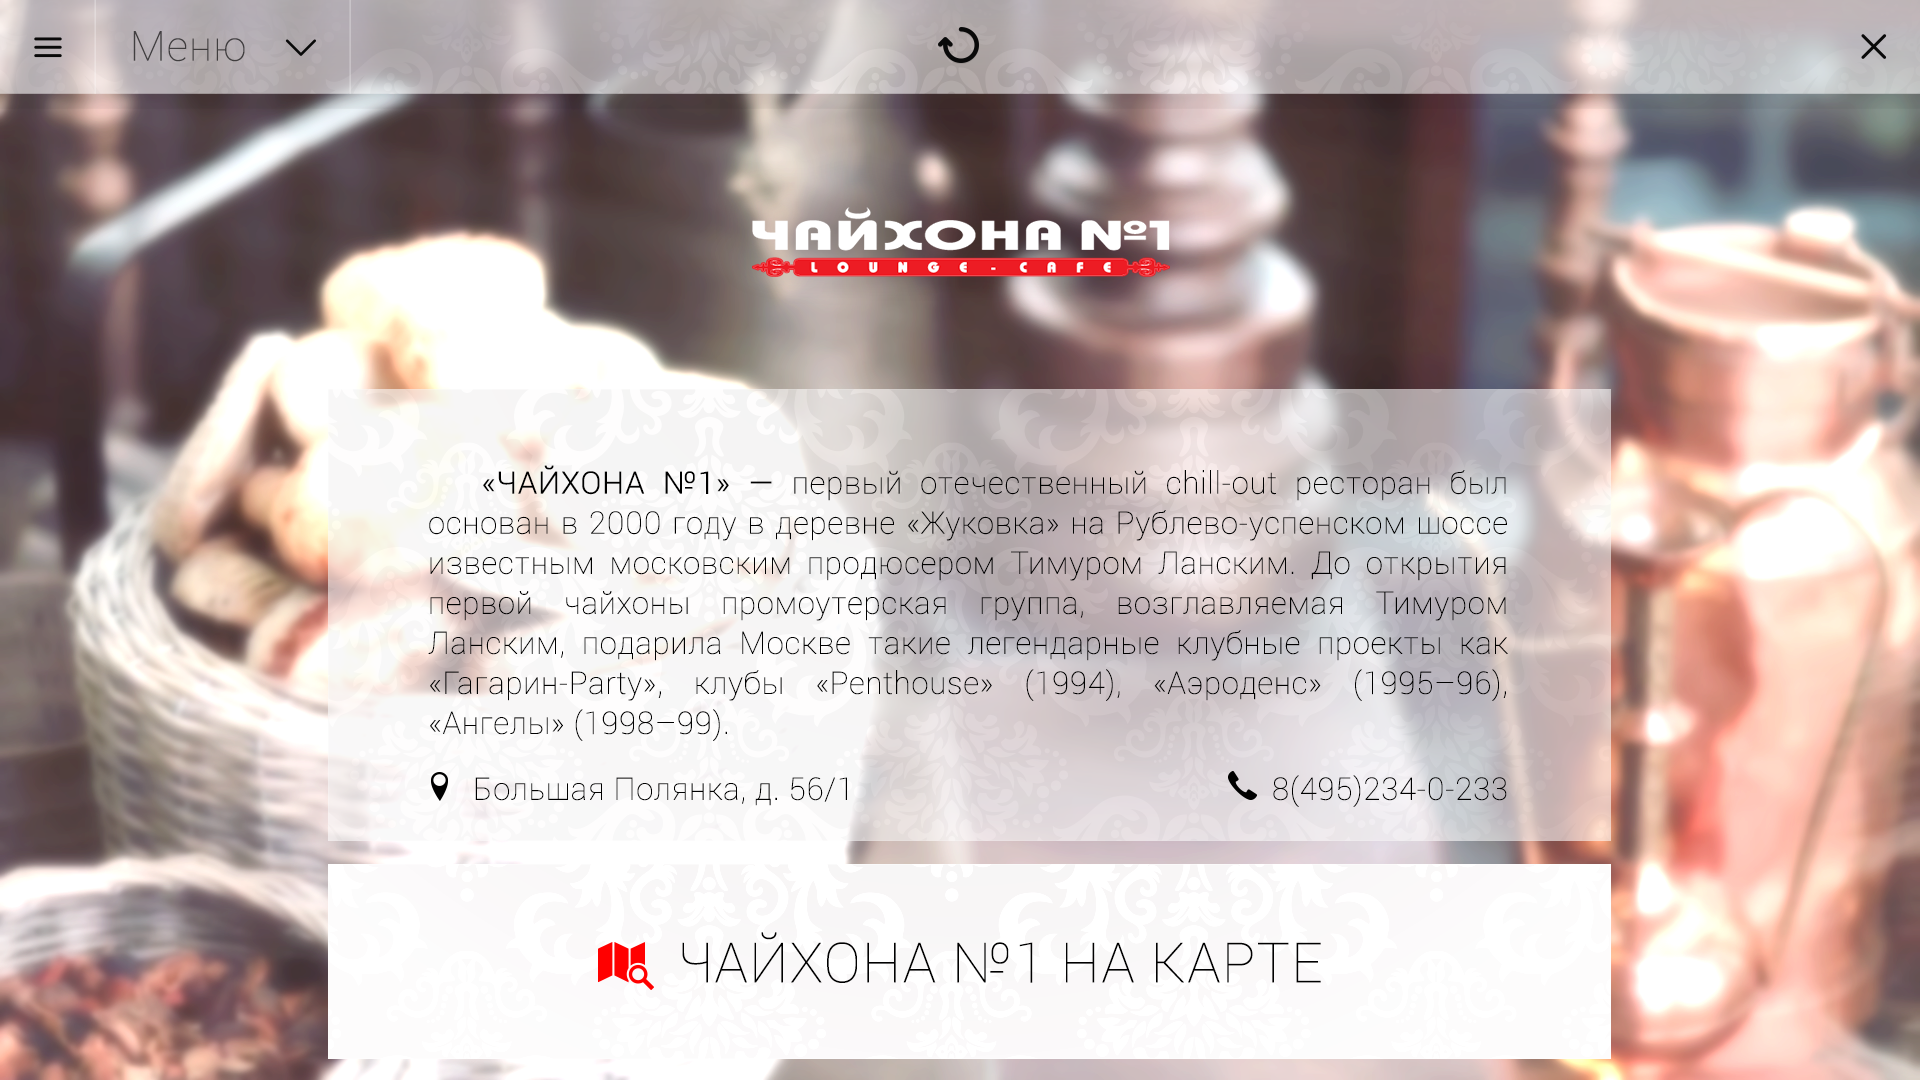 Меню
ЧАЙХОНА №1
LOUNGE-CAFE
«ЧАЙХОНА №1» — первый отечественный chill-out ресторан был
основан в 2000 году в деревне «Жуковка» на Рублево-успенском шоссе
известным московским продюсером Тимуром Ланским. До открытия
первой чайхоны промоутерская группа, возглавляемая Тимуром
Ланским, подарила Москве такие легендарные клубные проекты как
«Гагарин-Party», клубы «Penthouse» (1994), «Аэроденс» (1995–96),
«Ангелы» (1998–99).
Большая Полянка, д. 56/1
8(495)234-0-233
ЧАЙХОНА №1 НА КАРТЕ